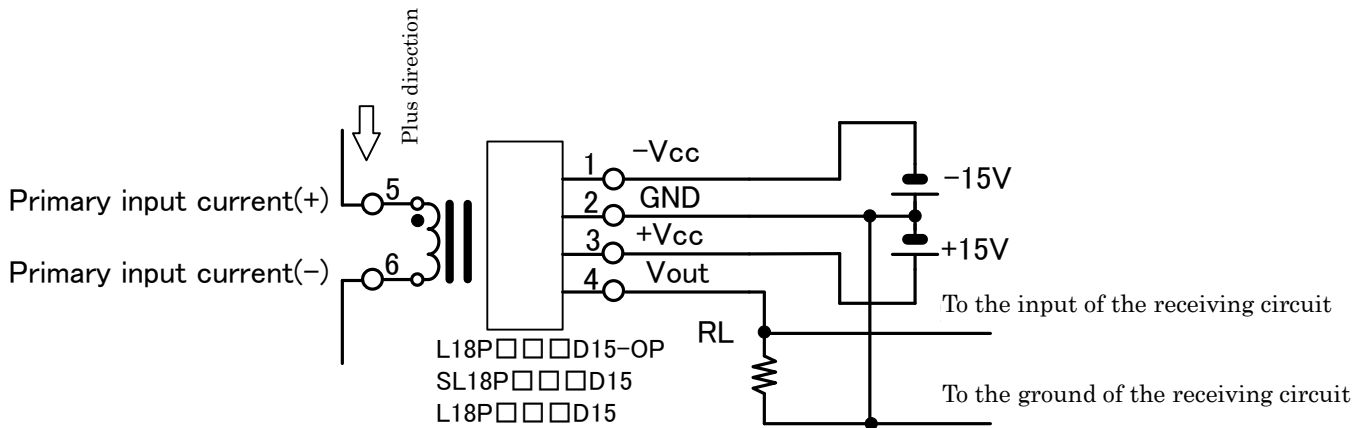 Plus direction
Primary input current(+)
5
Primary input current(-)
6
1
-Vcc
2
GND
3
+Vcc
4
Vout
-15V
+15V
RL
To the input of the receiving circuit
To the ground of the receiving circuit
L18P□□□D15-OP
SL18P□□□D15
L18P□□□D15